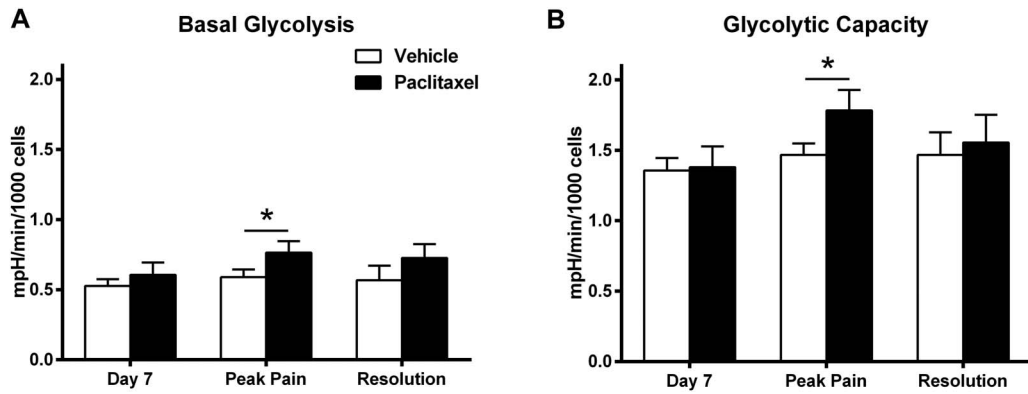 A
Basal Glycolysis
Vehicle
Paclitaxel
mpH/min/1000 cells
2.0
1.5
1.0
0.5
0.0
*
Day 7
Peak Pain
Resolution
B
Glycolytic Capacity
mpH/min/1000 cells
2.0
1.5
1.0
0.5
0.0
*
Day 7
Peak Pain
Resolution